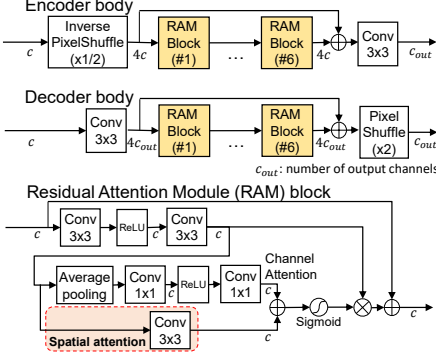 Encoder body
Inverse PixelShuffle (x1/2)
RAM Block (#1)
...
RAM Block (#6)
Conv 3x3
c
4c
4c
c_out
Decoder body
Conv 3x3
RAM Block (#1)
...
RAM Block (#6)
Pixel Shuffle (x2)
c
4c_out
4c_out
c_out
c_out: number of output channels
Residual Attention Module (RAM) block
c
Conv 3x3
c
ReLU
c
Conv 3x3
c
c
Average pooling
c
Conv 1x1
c
ReLU
c
Conv 1x1
Channel Attention
c
Sigmoid
Spatial attention
Conv 3x3
c